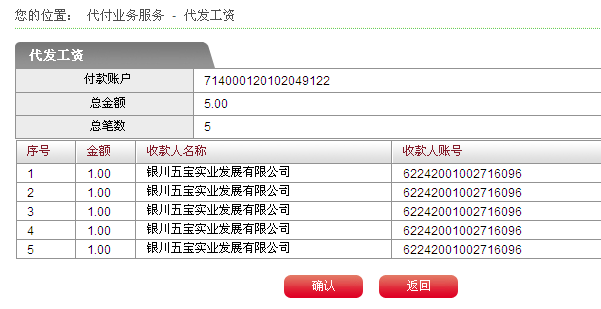 您的位置： 代付业务服务 - 代发工资
代发工资
付款账户 714000120102049122
总金额 5.00
总笔数 5
序号 金额 收款人名称 收款人账号
1 1.00 银川五宝实业发展有限公司 62242001002716096
2 1.00 银川五宝实业发展有限公司 62242001002716096
3 1.00 银川五宝实业发展有限公司 62242001002716096
4 1.00 银川五宝实业发展有限公司 62242001002716096
5 1.00 银川五宝实业发展有限公司 62242001002716096
确认 返回